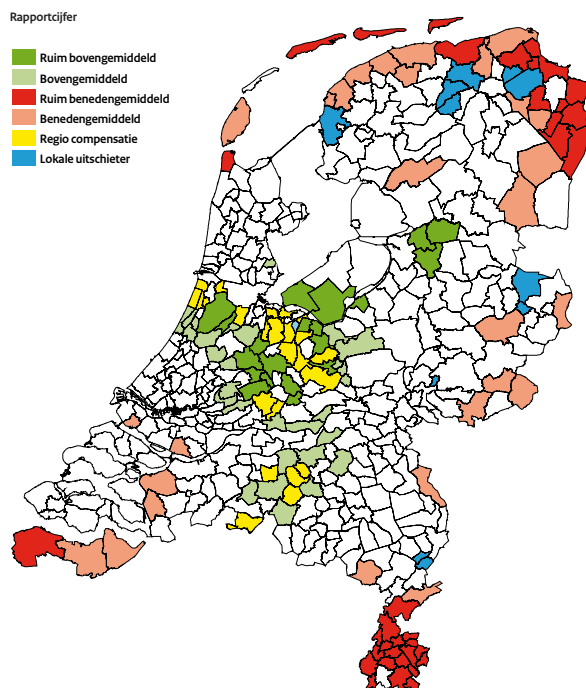 Rapportcijfer
Ruim bovengemiddeld
Bovengemiddeld
Ruim benedengemiddeld
Benedengemiddeld
Regio compensatie
Lokale uitschieter